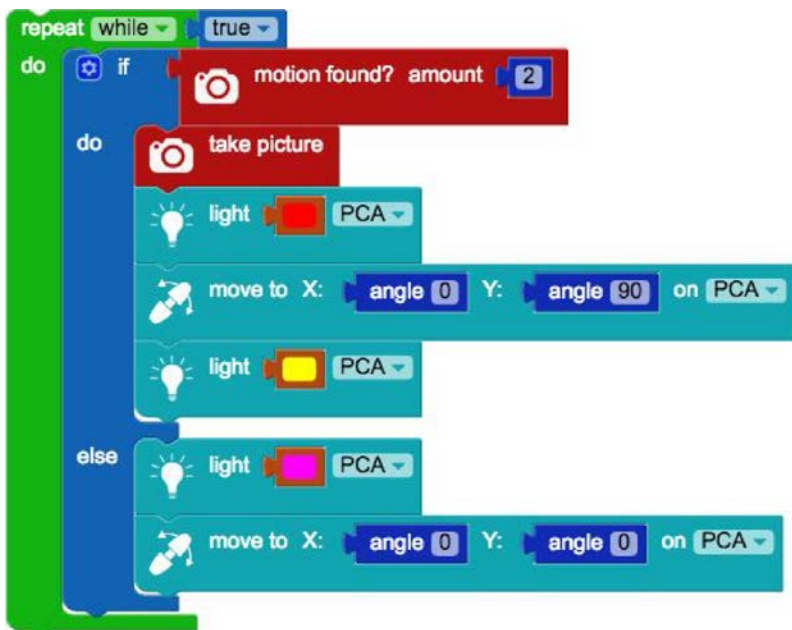 repeat while true
do if motion found? amount 2
do take picture
light PCA
move to X: angle 0 Y: angle 90 on PCA
light PCA
else light PCA
move to X: angle 0 Y: angle 0 on PCA